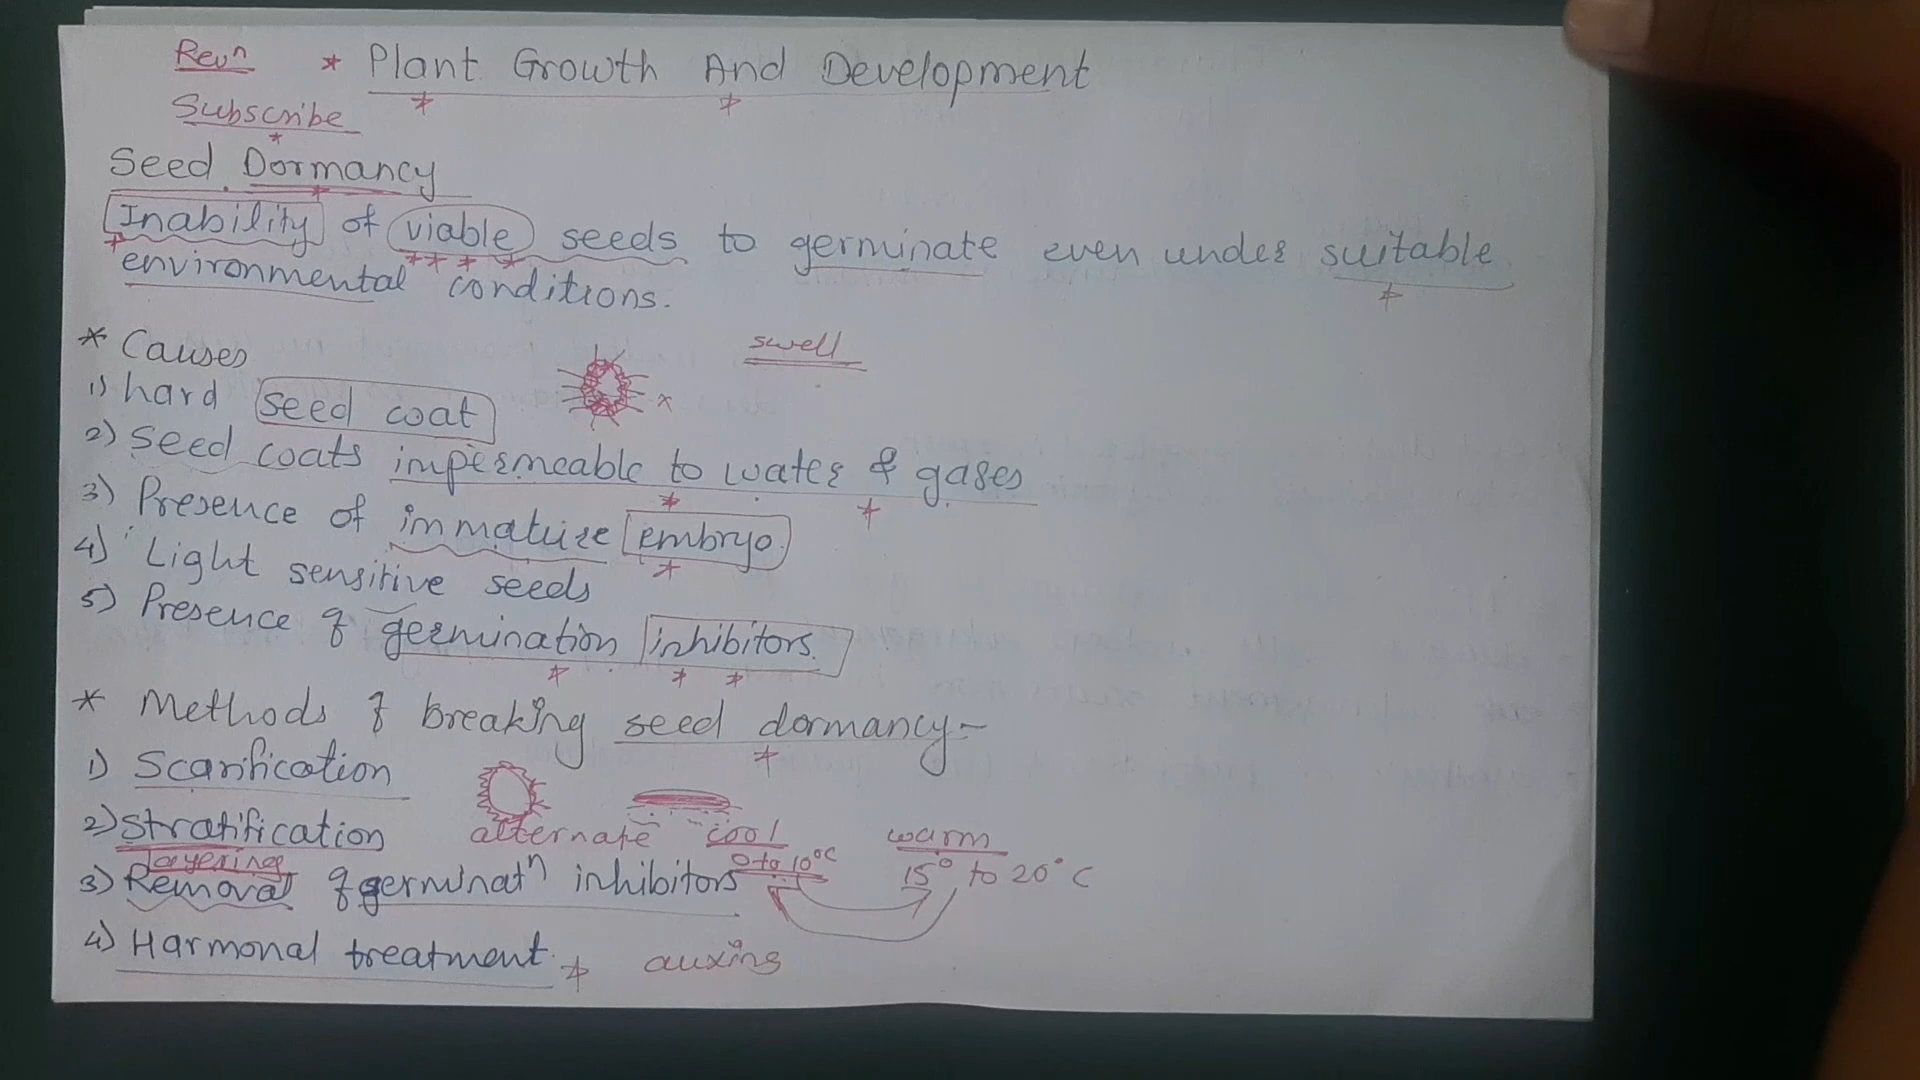 Revn * Plant Growth And Development
Subscribe
Seed Dormancy
Inability of viable seeds to germinate even under suitable
environmental conditions.
* Causes
swell
1) hard seed coat
2) Seed coats impermeable to water & gases
3) Presence of immature embryo.
4) Light sensitive seeds
5) Presence of germination inhibitors.
* Methods of breaking seed dormancy-
1) Scarification
2) Stratification alternate cool warm
layering 0 to 10°C 15° to 20°C
3) Removal of germinatn inhibitors
4) Harmonal treatment. auxins